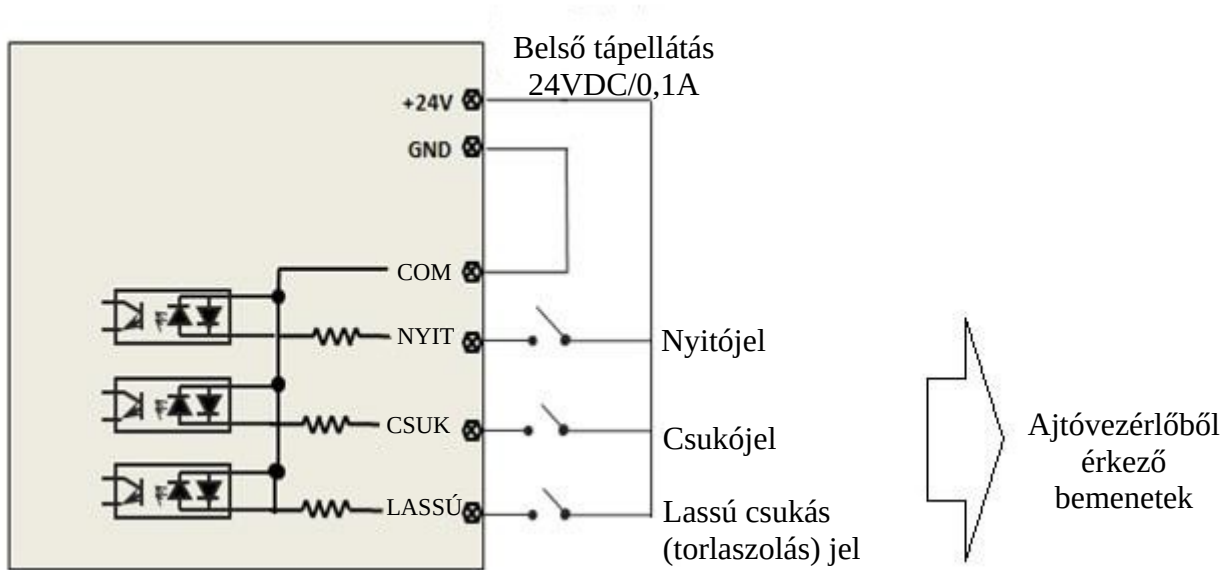 Belső tápellátás
24VDC/0,1A
+24V
GND
COM
NYIT
Nyitójel
CSUK
Csukójel
LASSÚ
Lassú csukás
(torlaszolás) jel
Ajtóvezérlőből
érkező
bemenetek